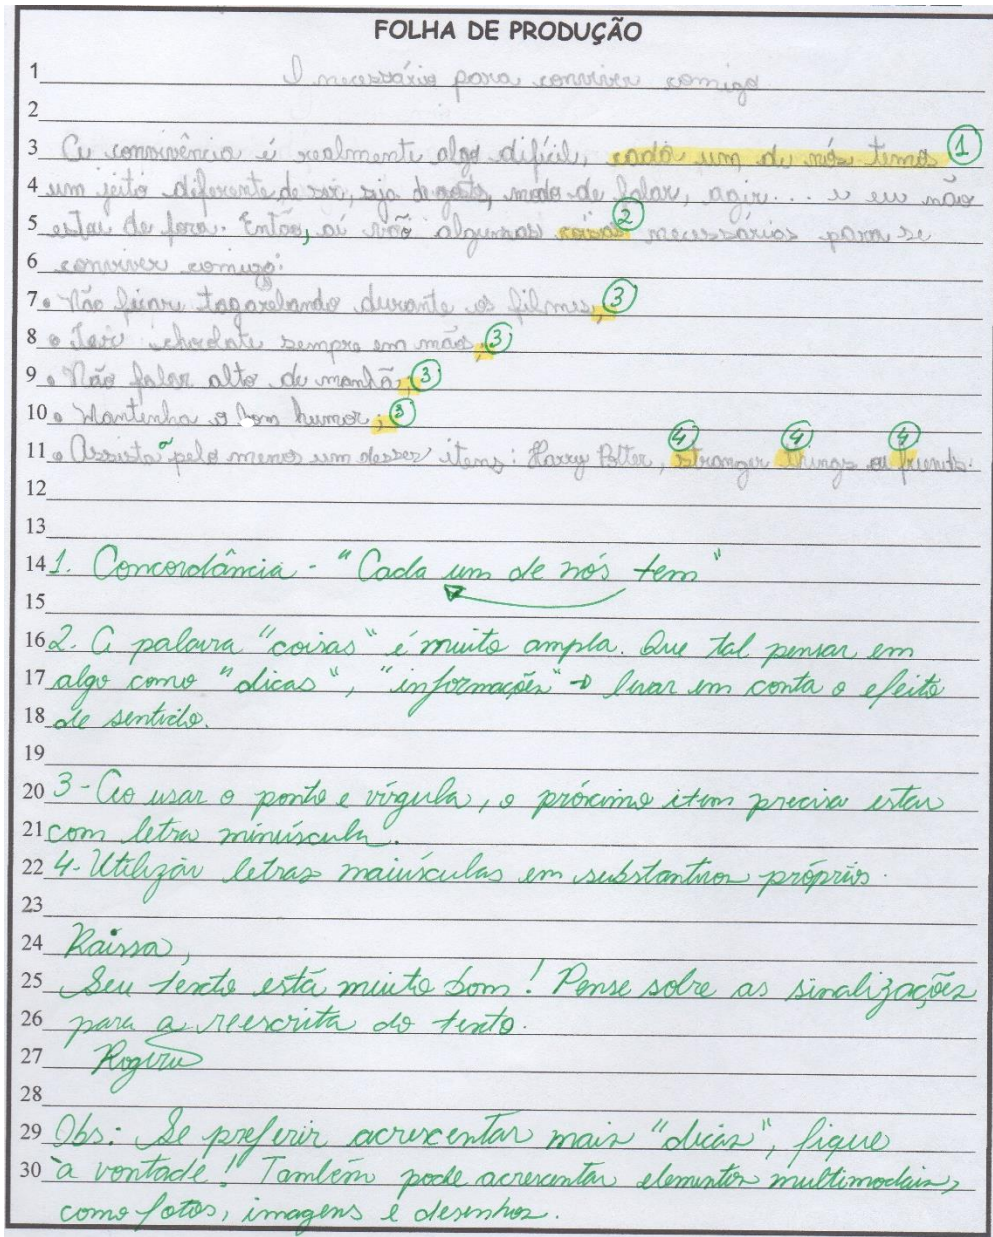 FOLHA DE PRODUÇÃO
1 O necessário para conviver comigo
2
3 A convivência é realmente algo difícil, cada um de nós temos 1
4 um jeito diferente de ser, seja de gosto, modo de falar, agir... e eu não
5 estou de fora. Então, aí vão algumas coisas 2 necessárias para se
6 conviver comigo:
7 • Não ficar tagarelando durante os filmes; 3
8 • Ter chocolate sempre em mãos; 3
9 • Não falar alto de manhã; 3
10 • Mantenha o bom humor; 3
11 • Assista pelo menos um desses itens: Harry Potter, 4 stranger 4 things ou 4 friends.
12
13
14 1. Concordância - "Cada um de nós tem"
15
16 2. A palavra "coisas" é muito ampla. Que tal pensar em
17 algo como "dicas", "informações" → levar em conta o efeito
18 de sentido.
19
20 3- Ao usar o ponto e vírgula, o próximo item precisa estar
21 com letra minúscula.
22 4- Utilizar letras maiúsculas em substantivos próprios.
23
24 Raissa,
25 Seu texto está muito bom! Pense sobre as sinalizações
26 para a reescrita do texto.
27
28
29 Obs: Se preferir acrescentar mais "dicas", fique
30 à vontade! Também pode acrescentar elementos multimodais,
como fotos, imagens e desenhos.